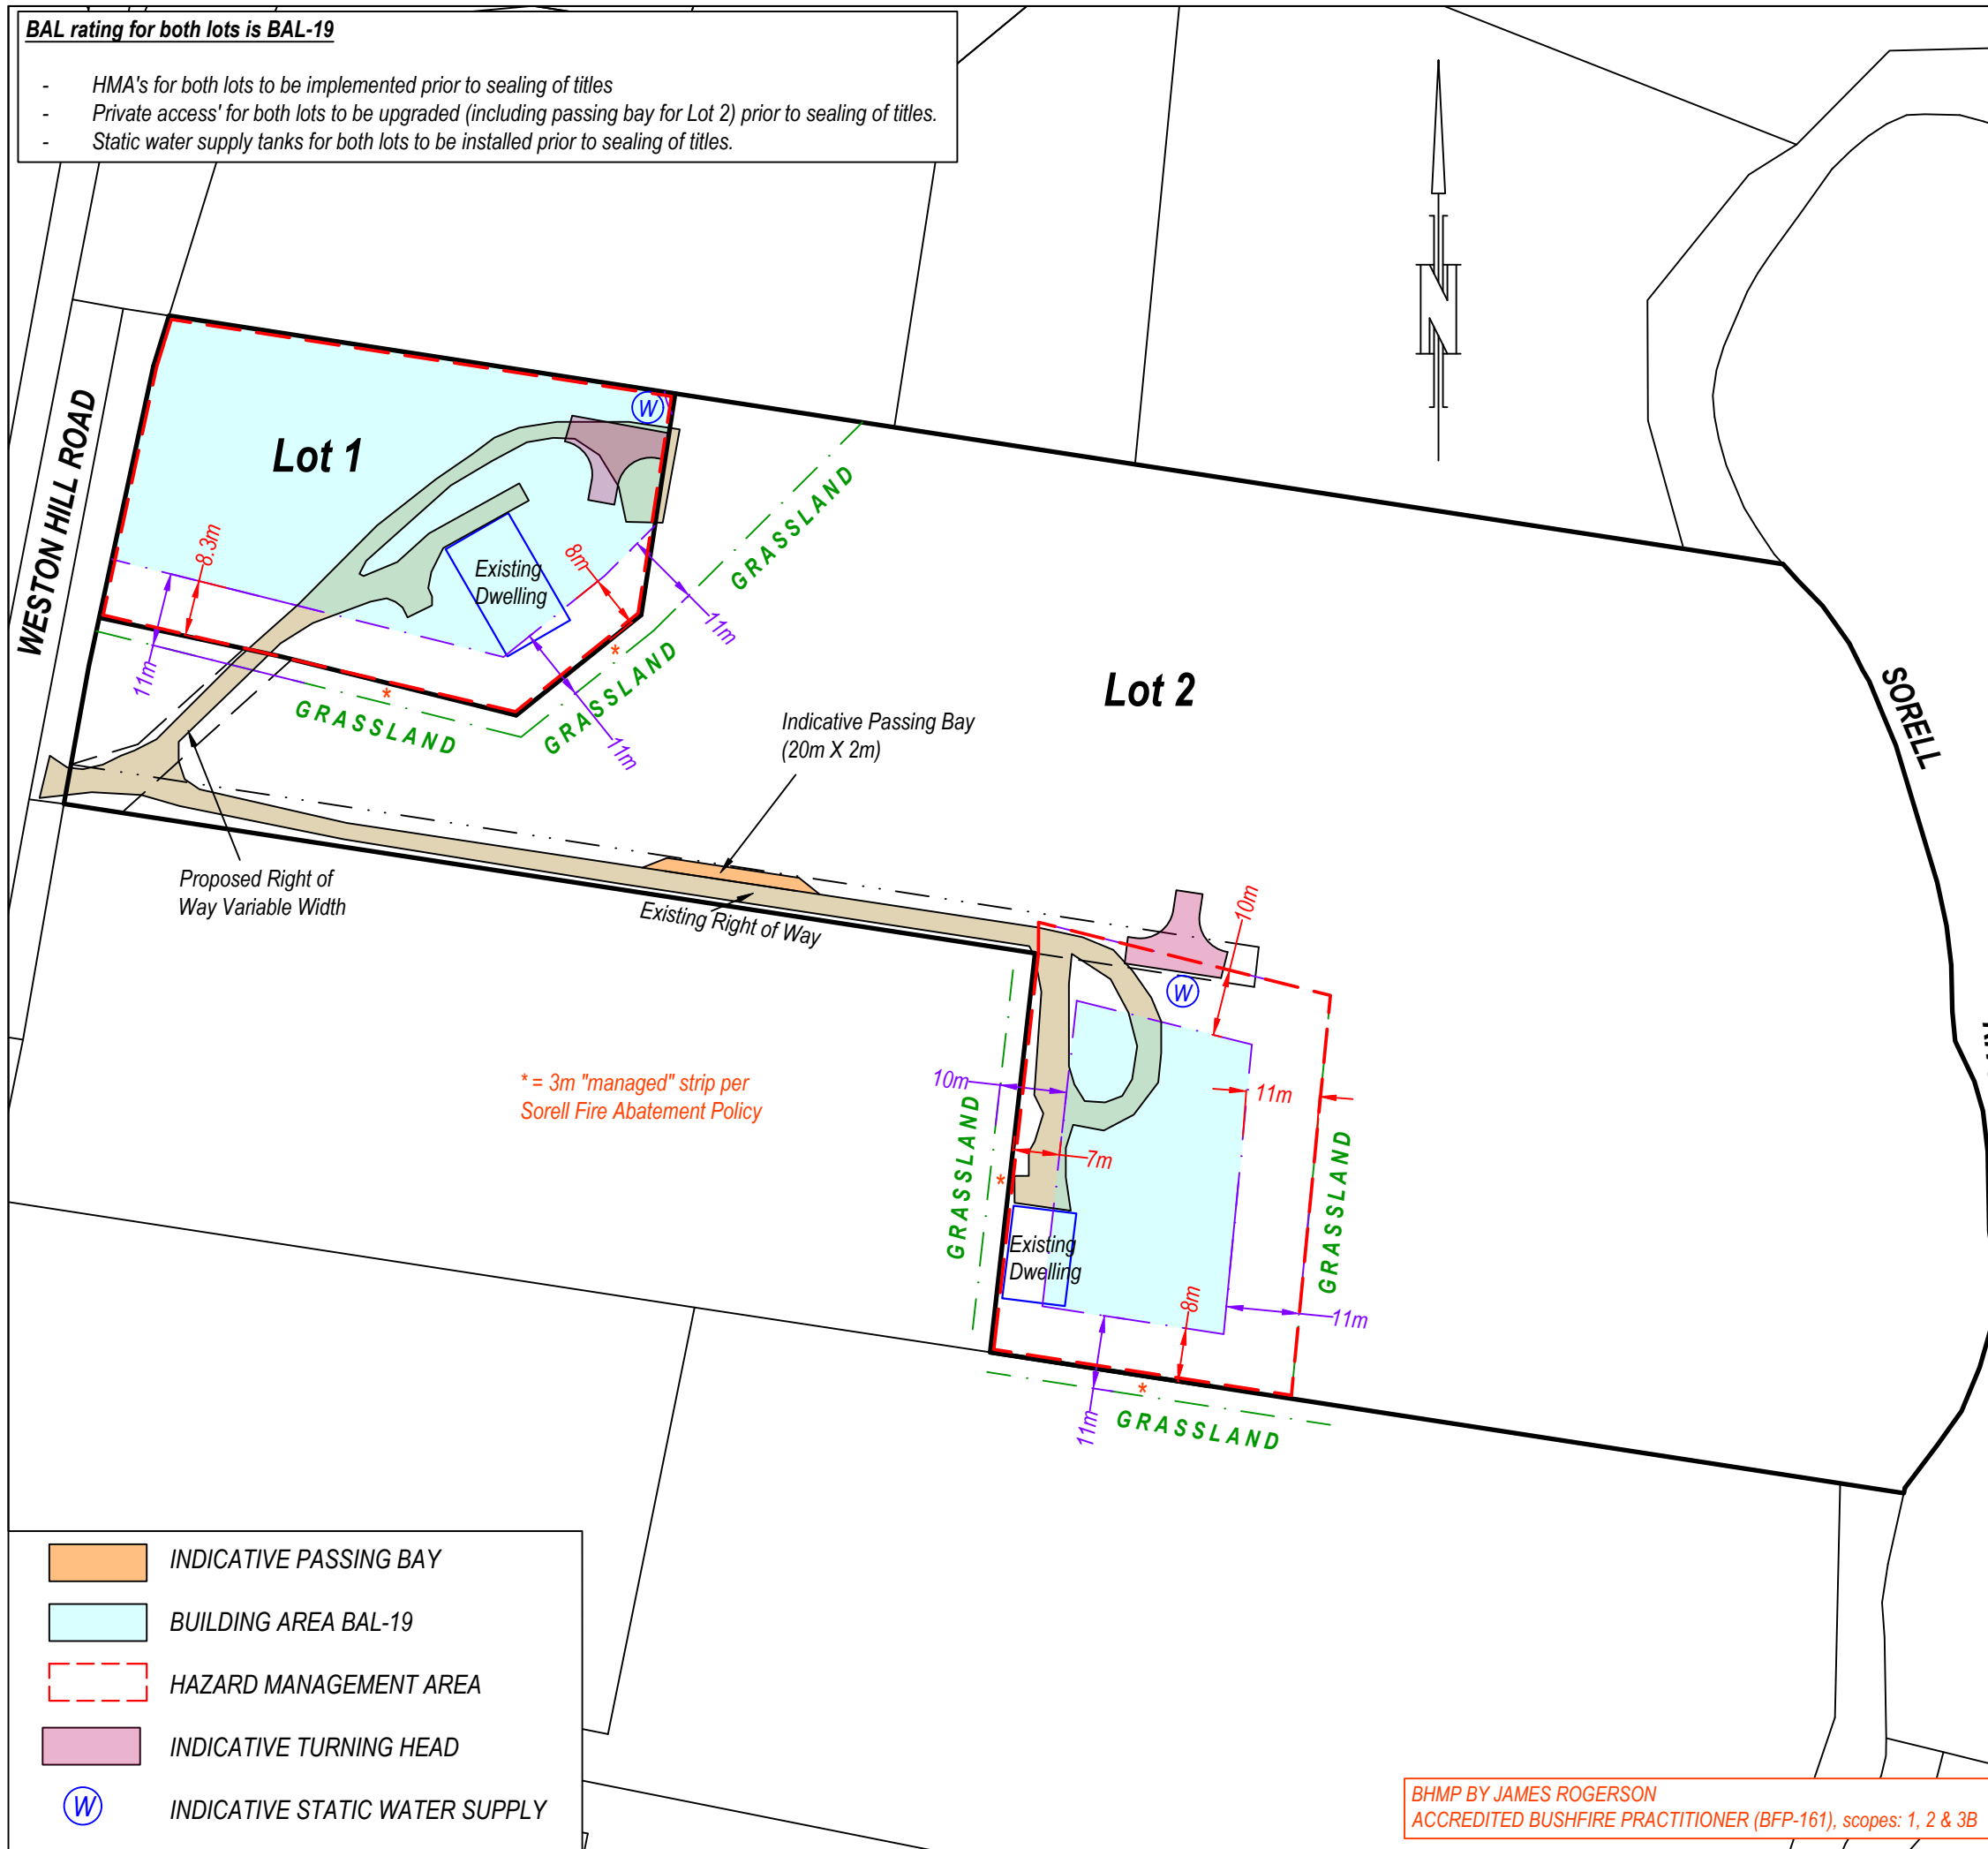 BAL rating for both lots is BAL-19
- HMA's for both lots to be implemented prior to sealing of titles
- Private access' for both lots to be upgraded (including passing bay for Lot 2) prior to sealing of titles.
- Static water supply tanks for both lots to be installed prior to sealing of titles.
N
WESTON HILL ROAD
Lot 1
W
8.3m
11m
Existing
Dwelling
8m
11m
11m
*
*
GRASSLAND
GRASSLAND
GRASSLAND
Lot 2
SORELL
Indicative Passing Bay
(20m X 2m)
Proposed Right of
Way Variable Width
Existing Right of Way
10m
W
10m
11m
7m
* = 3m "managed" strip per
Sorell Fire Abatement Policy
*
GRASSLAND
GRASSLAND
Existing
Dwelling
8m
11m
11m
*
GRASSLAND
INDICATIVE PASSING BAY
BUILDING AREA BAL-19
HAZARD MANAGEMENT AREA
INDICATIVE TURNING HEAD
W INDICATIVE STATIC WATER SUPPLY
BHMP BY JAMES ROGERSON
ACCREDITED BUSHFIRE PRACTITIONER (BFP-161), scopes: 1, 2 & 3B